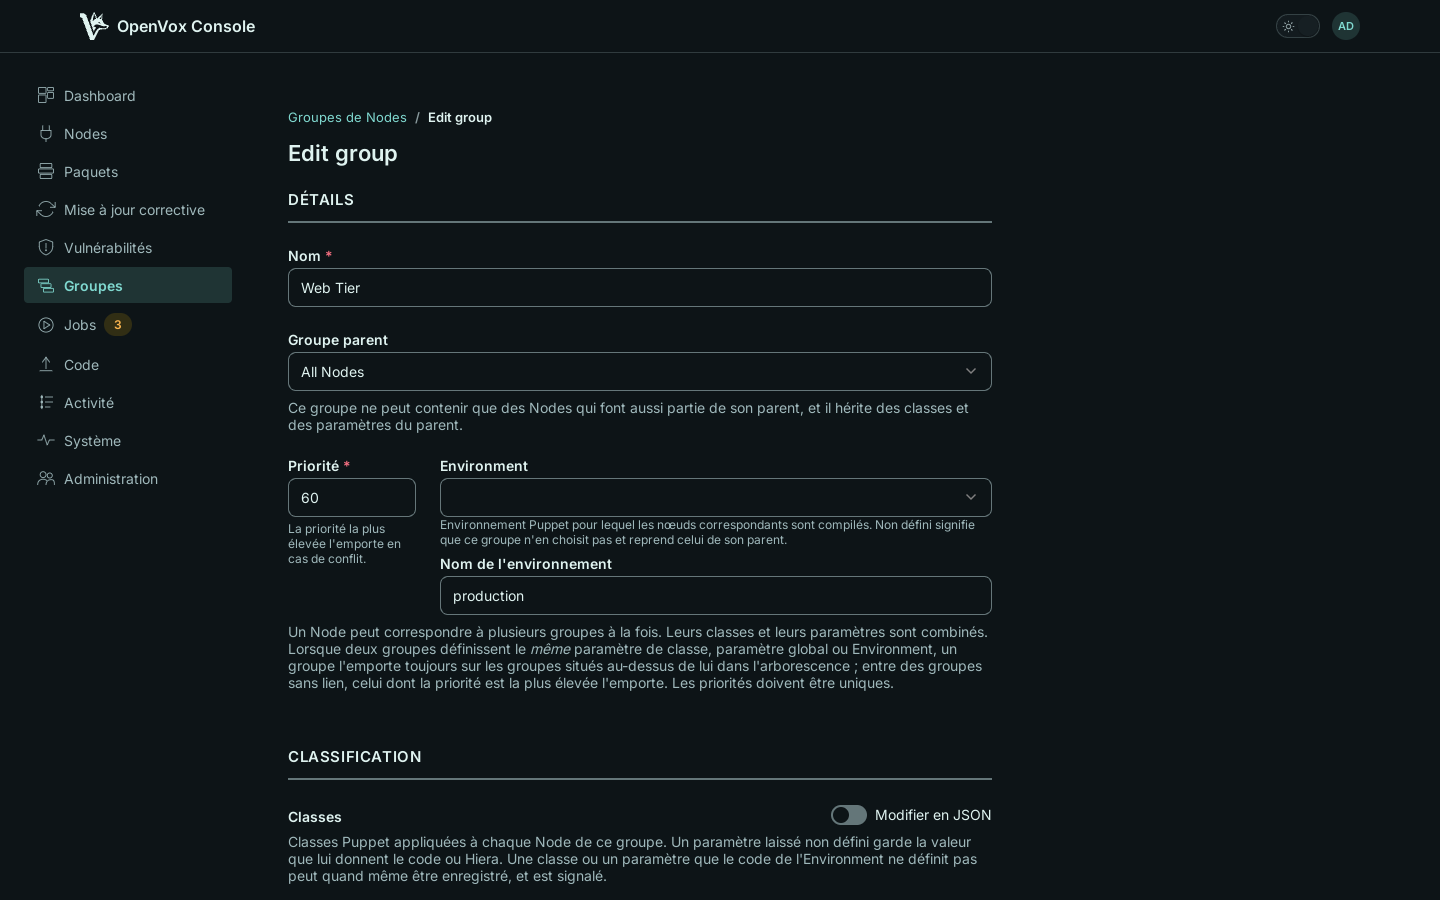 OpenVox Console
AD
Dashboard
Nodes
Paquets
Mise à jour corrective
Vulnérabilités
Groupes
Jobs 3
Code
Activité
Système
Administration
Groupes de Nodes / Edit group
Edit group
DÉTAILS
Nom *
Web Tier
Groupe parent
All Nodes
Ce groupe ne peut contenir que des Nodes qui font aussi partie de son parent, et il hérite des classes et
des paramètres du parent.
Priorité *
60
La priorité la plus
élevée l'emporte en
cas de conflit.
Environment
Environnement Puppet pour lequel les nœuds correspondants sont compilés. Non défini signifie
que ce groupe n'en choisit pas et reprend celui de son parent.
Nom de l'environnement
production
Un Node peut correspondre à plusieurs groupes à la fois. Leurs classes et leurs paramètres sont combinés.
Lorsque deux groupes définissent le même paramètre de classe, paramètre global ou Environment, un
groupe l'emporte toujours sur les groupes situés au-dessus de lui dans l'arborescence ; entre des groupes
sans lien, celui dont la priorité est la plus élevée l'emporte. Les priorités doivent être uniques.
CLASSIFICATION
Classes
Modifier en JSON
Classes Puppet appliquées à chaque Node de ce groupe. Un paramètre laissé non défini garde la valeur
que lui donnent le code ou Hiera. Une classe ou un paramètre que le code de l'Environment ne définit pas
peut quand même être enregistré, et est signalé.